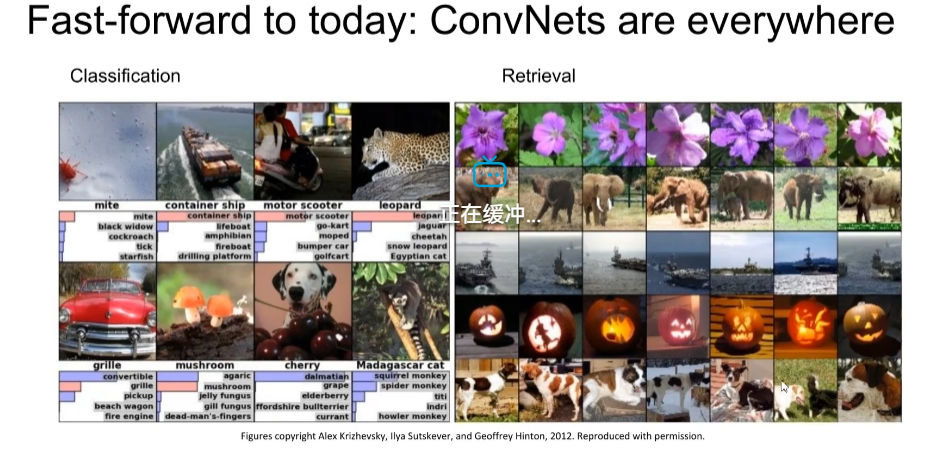 Fast-forward to today: ConvNets are everywhere
Classification
Retrieval
mite
container ship
motor scooter
leopard
mite
black widow
cockroach
tick
starfish
container ship
lifeboat
amphibian
fireboat
drilling platform
motor scooter
go-kart
moped
bumper car
golfcart
leopard
jaguar
cheetah
snow leopard
Egyptian cat
正在缓冲...
grille
mushroom
cherry
Madagascar cat
convertible
grille
pickup
beach wagon
fire engine
agaric
mushroom
jelly fungus
gill fungus
dead-man's-fingers
dalmatian
grape
elderberry
ffordshire bullterrier
currant
squirrel monkey
spider monkey
titi
indri
howler monkey
Figures copyright Alex Krizhevsky, Ilya Sutskever, and Geoffrey Hinton, 2012. Reproduced with permission.